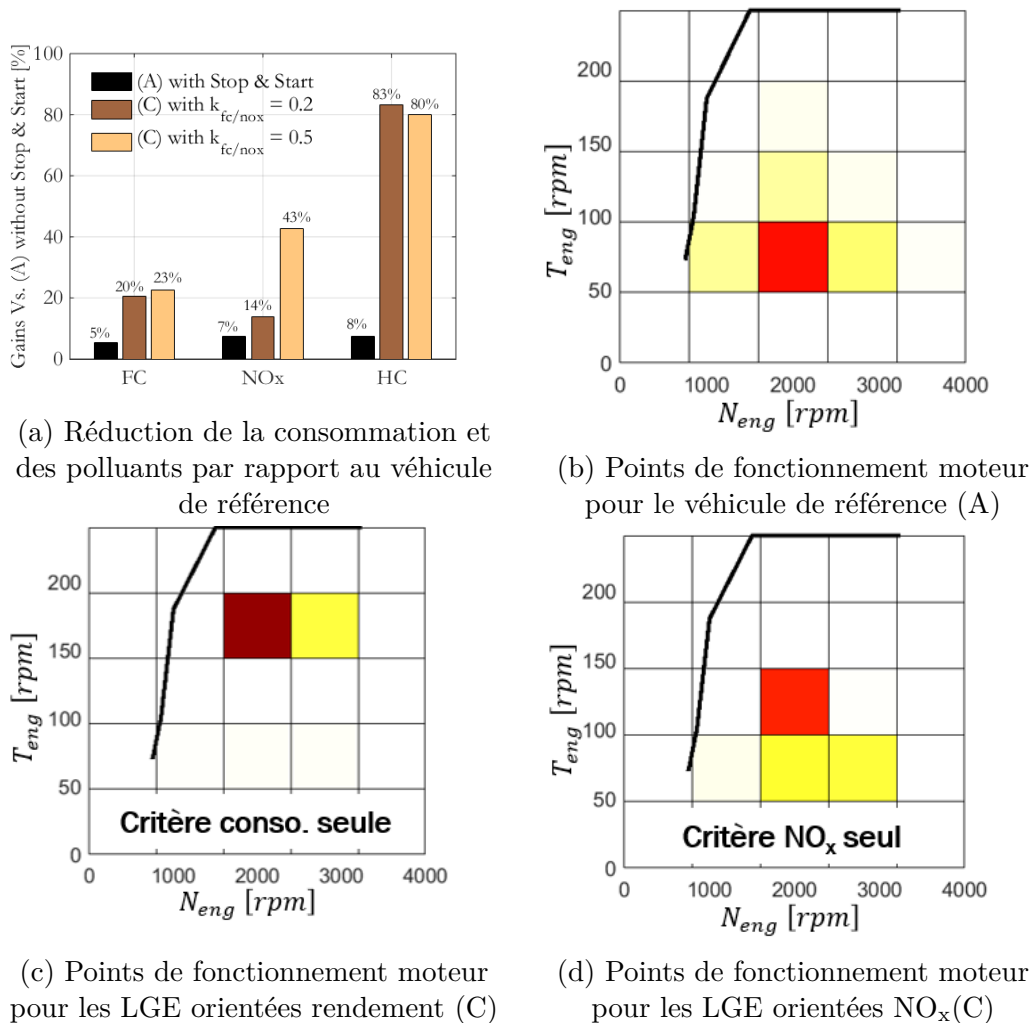 100
80
60
40
20
0
Gains Vs. (A) without Stop & Start [%]
(A) with Stop & Start
(C) with k_fc/nox = 0.2
(C) with k_fc/nox = 0.5
5%
20%
23%
7%
14%
43%
8%
83%
80%
FC
NOx
HC
(a) Réduction de la consommation et
des polluants par rapport au véhicule
de référence
200
150
100
50
0
T_eng [rpm]
0
1000
2000
3000
4000
N_eng [rpm]
(b) Points de fonctionnement moteur
pour le véhicule de référence (A)
200
150
100
50
0
T_eng [rpm]
Critère conso. seule
0
1000
2000
3000
4000
N_eng [rpm]
(c) Points de fonctionnement moteur
pour les LGE orientées rendement (C)
200
150
100
50
0
T_eng [rpm]
Critère NOₓ seul
0
1000
2000
3000
4000
N_eng [rpm]
(d) Points de fonctionnement moteur
pour les LGE orientées NOₓ(C)